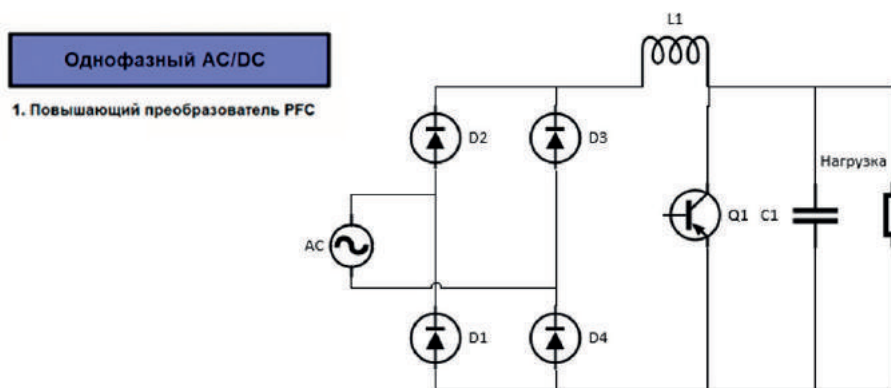 Однофазный AC/DC
1. Повышающий преобразователь PFC
L1
D2
D3
Нагрузка
Q1
C1
AC
D1
D4